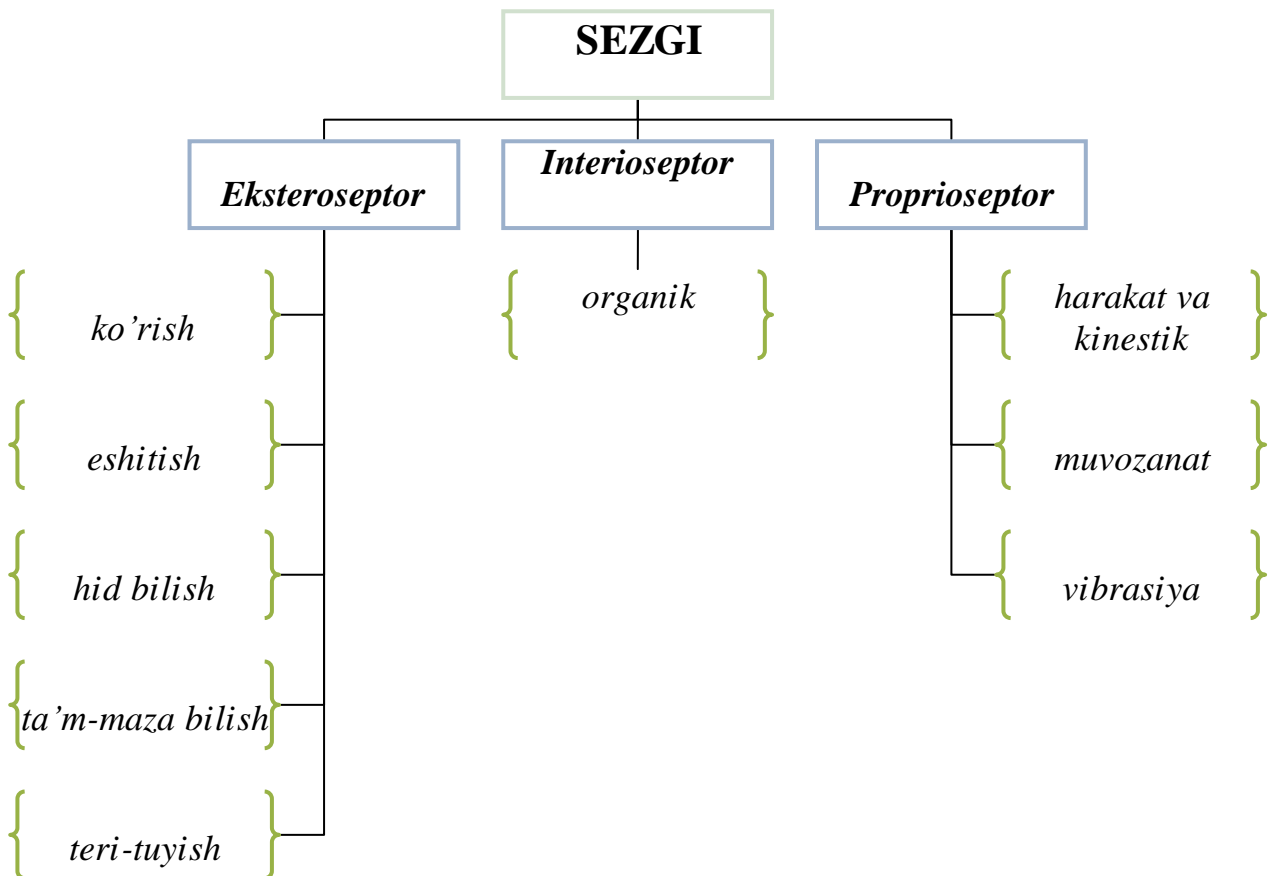 SEZGI
Eksteroseptor
Interioseptor
Proprioseptor
ko’rish
eshitish
hid bilish
ta’m-maza bilish
teri-tuyish
organik
harakat va
kinestik
muvozanat
vibrasiya